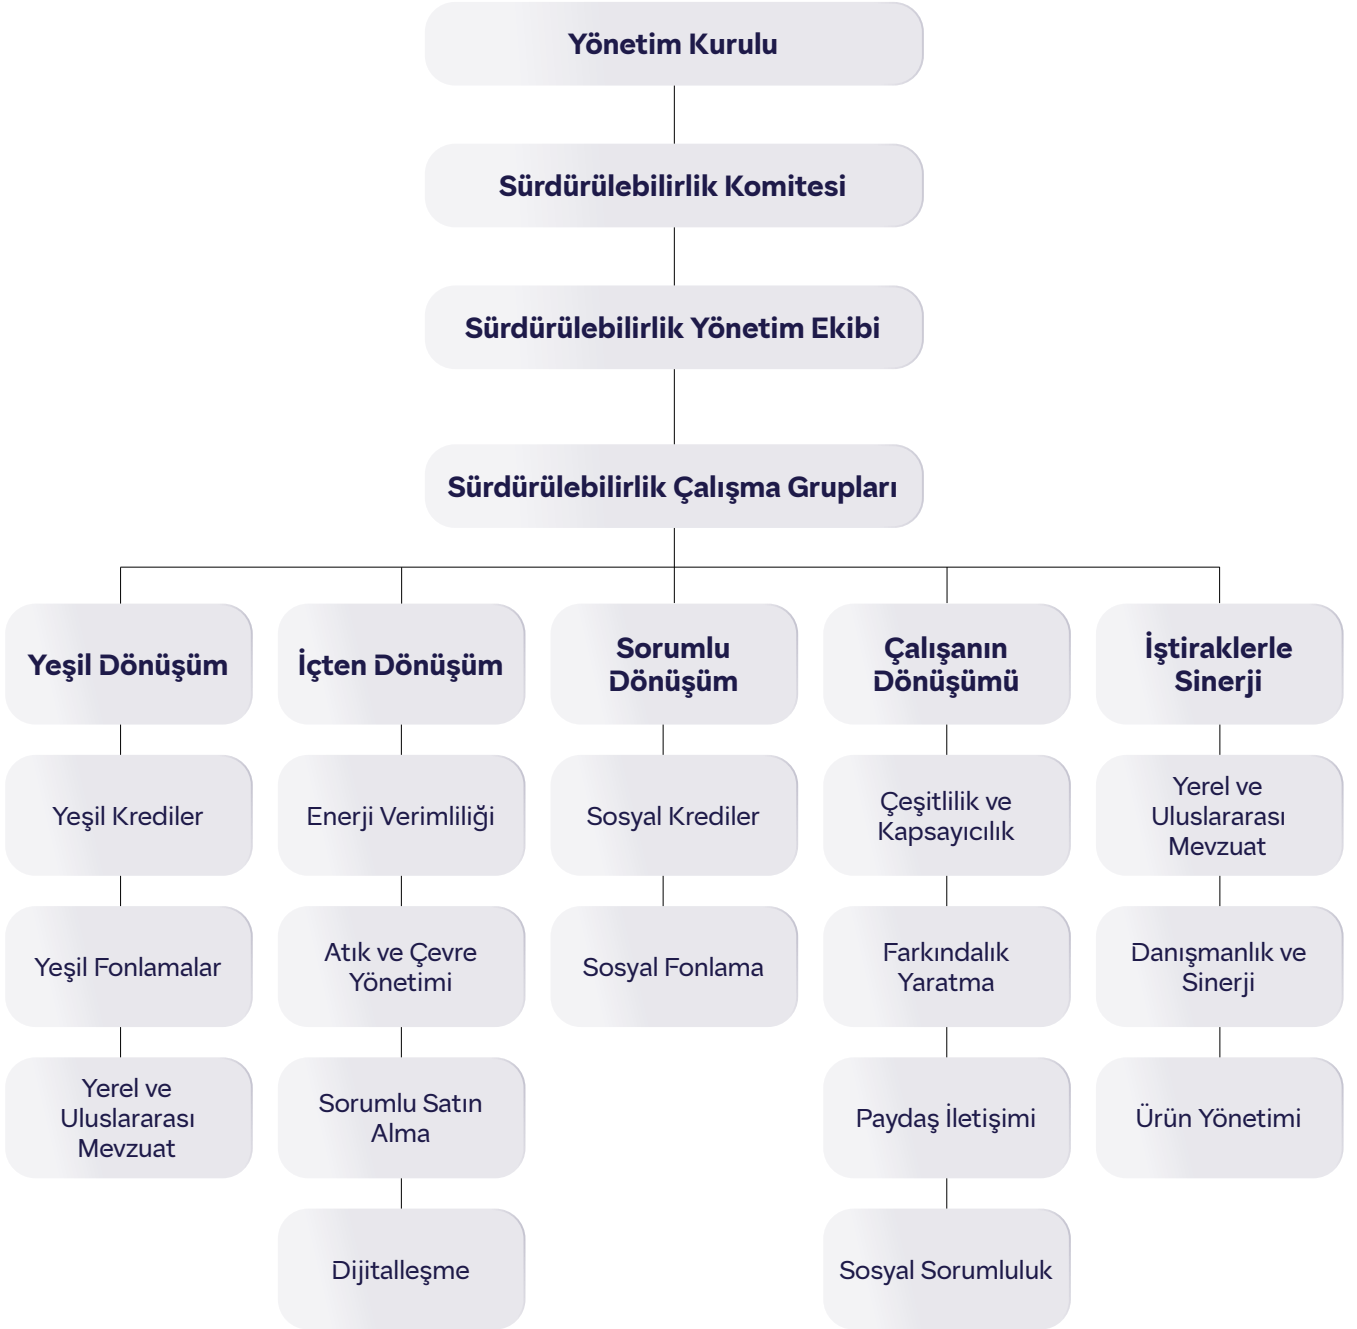 Yönetim Kurulu
Sürdürülebilirlik Komitesi
Sürdürülebilirlik Yönetim Ekibi
Sürdürülebilirlik Çalışma Grupları
Yeşil Dönüşüm
Yeşil Krediler
Yeşil Fonlamalar
Yerel ve
Uluslararası
Mevzuat
İçten Dönüşüm
Enerji Verimliliği
Atık ve Çevre
Yönetimi
Sorumlu Satın
Alma
Dijitalleşme
Sorumlu
Dönüşüm
Sosyal Krediler
Sosyal Fonlama
Çalışanın
Dönüşümü
Çeşitlilik ve
Kapsayıcılık
Farkındalık
Yaratma
Paydaş İletişimi
Sosyal Sorumluluk
İştiraklerle
Sinerji
Yerel ve
Uluslararası
Mevzuat
Danışmanlık ve
Sinerji
Ürün Yönetimi